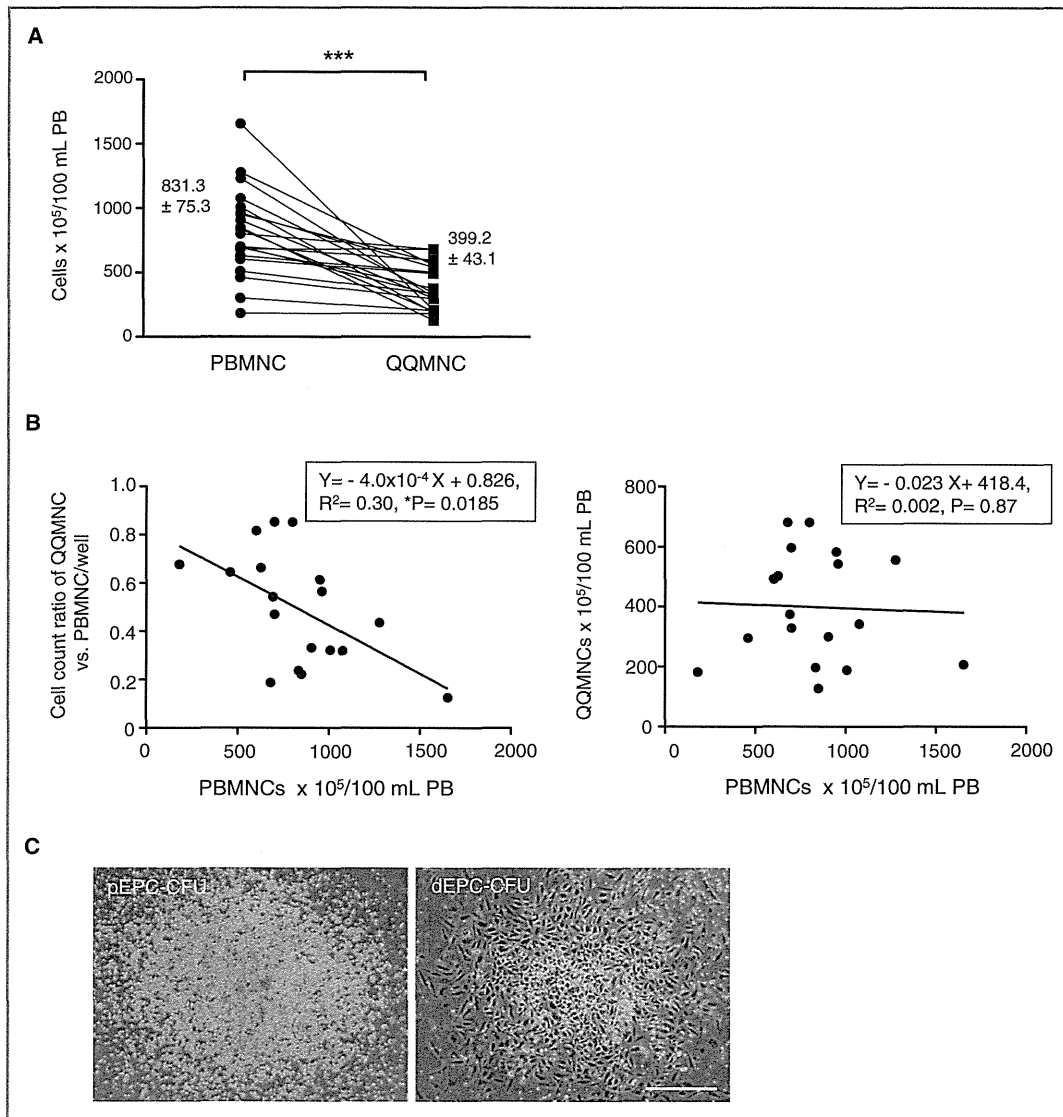 A
***
2000
1500
1000
500
0
Cells x 10⁵/100 mL PB
831.3
± 75.3
399.2
± 43.1
PBMNC QQMNC
B
Y= - 4.0x10⁻⁴ X + 0.826,
R²= 0.30, *P= 0.0185
1.0
0.8
0.6
0.4
0.2
0
Cell count ratio of QQMNC
vs. PBMNC/well
0 500 1000 1500 2000
PBMNCs x 10⁵/100 mL PB
Y= - 0.023 X+ 418.4,
R²= 0.002, P= 0.87
800
600
400
200
0
QQMNCs x 10⁵/100 mL PB
0 500 1000 1500 2000
PBMNCs x 10⁵/100 mL PB
C
pEPC-CFU
dEPC-CFU